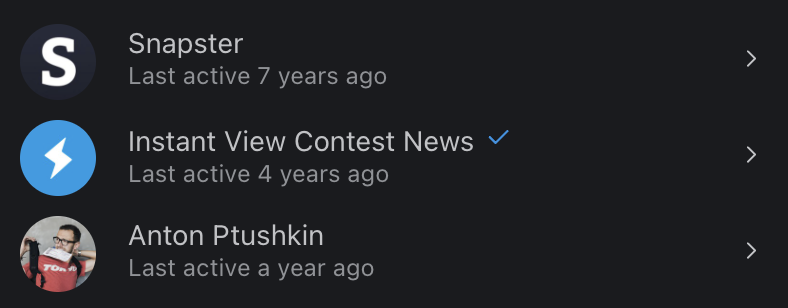 S
Snapster
Last active 7 years ago
Instant View Contest News
Last active 4 years ago
Anton Ptushkin
Last active a year ago